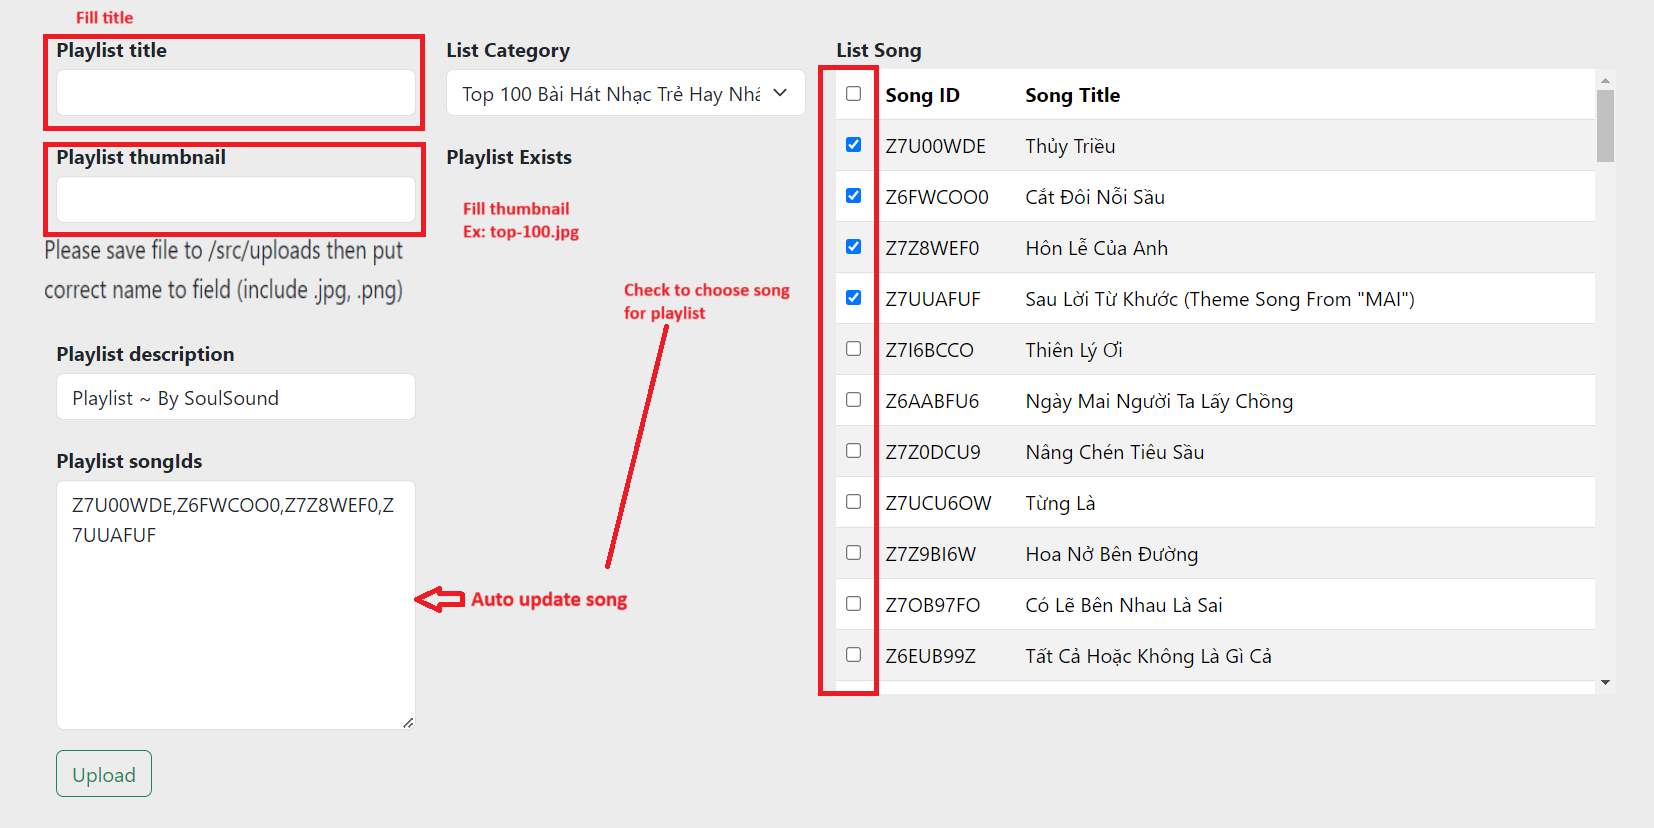 Fill title
Playlist title
Playlist thumbnail
Please save file to /src/uploads then put
correct name to field (include .jpg, .png)
Playlist description
Playlist ~ By SoulSound
Playlist songIds
Z7U00WDE,Z6FWCOO0,Z7Z8WEF0,Z
7UUAFUF
Upload
List Category
Top 100 Bài Hát Nhạc Trẻ Hay Nhá
Playlist Exists
Fill thumbnail
Ex: top-100.jpg
Check to choose song
for playlist
Auto update song
List Song
Song ID Song Title
Z7U00WDE Thủy Triều
Z6FWCOO0 Cắt Đôi Nỗi Sầu
Z7Z8WEF0 Hôn Lễ Của Anh
Z7UUAFUF Sau Lời Từ Khước (Theme Song From "MAI")
Z7I6BCCO Thiên Lý Ơi
Z6AABFU6 Ngày Mai Người Ta Lấy Chồng
Z7Z0DCU9 Nâng Chén Tiêu Sầu
Z7UCU6OW Từng Là
Z7Z9BI6W Hoa Nở Bên Đường
Z7OB97FO Có Lẽ Bên Nhau Là Sai
Z6EUB99Z Tất Cả Hoặc Không Là Gì Cả